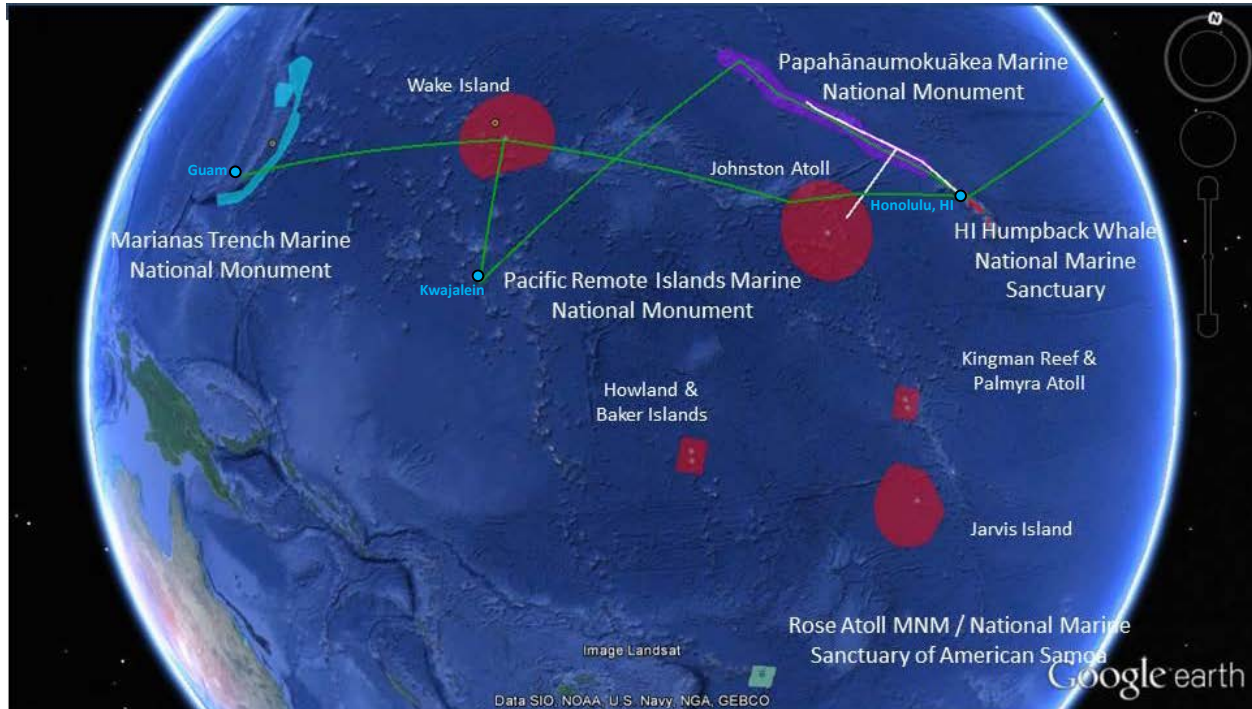 N
Papahānaumokuākea Marine
National Monument
Wake Island
Johnston Atoll
Guam
Honolulu, HI
Marianas Trench Marine
National Monument
HI Humpback Whale
National Marine
Sanctuary
Kwajalein
Pacific Remote Islands Marine
National Monument
Kingman Reef &
Palmyra Atoll
Howland &
Baker Islands
Jarvis Island
Rose Atoll MNM / National Marine
Sanctuary of American Samoa
Image Landsat
Google earth
Data SIO, NOAA, U.S. Navy, NGA, GEBCO